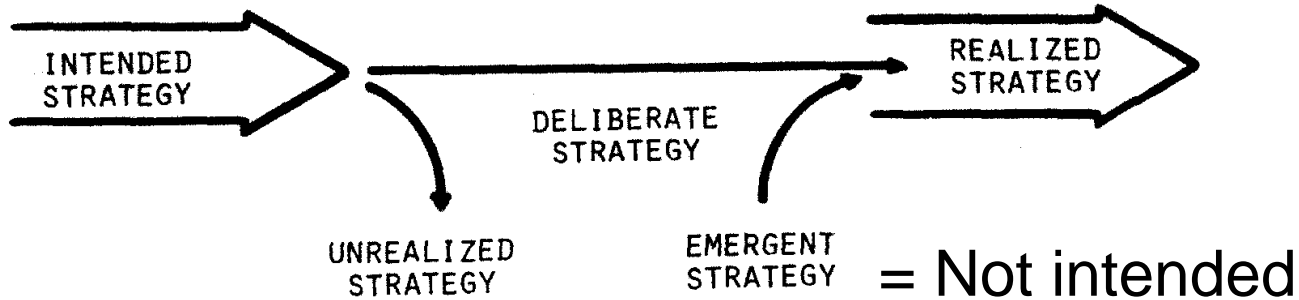 INTENDED
STRATEGY
REALIZED
STRATEGY
DELIBERATE
STRATEGY
UNREALIZED
STRATEGY
EMERGENT
STRATEGY = Not intended